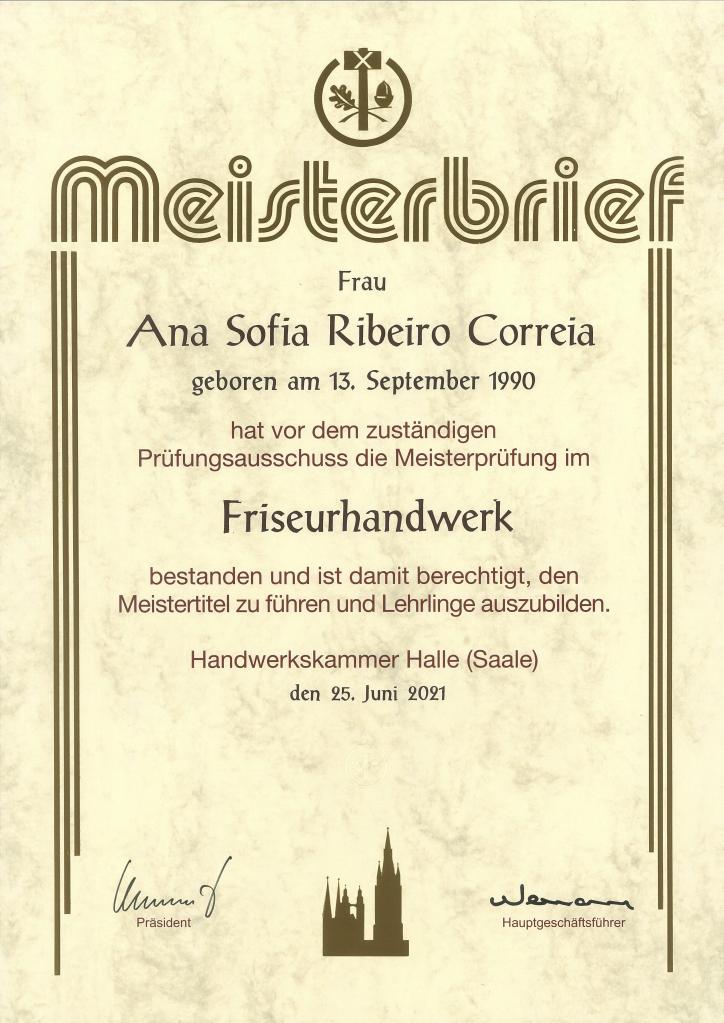 Meisterbrief
Frau
Ana Sofia Ribeiro Correia
geboren am 13. September 1990
hat vor dem zuständigen
Prüfungsausschuss die Meisterprüfung im
Friseurhandwerk
bestanden und ist damit berechtigt, den
Meistertitel zu führen und Lehrlinge auszubilden.
Handwerkskammer Halle (Saale)
den 25. Juni 2021
Präsident
Hauptgeschäftsführer